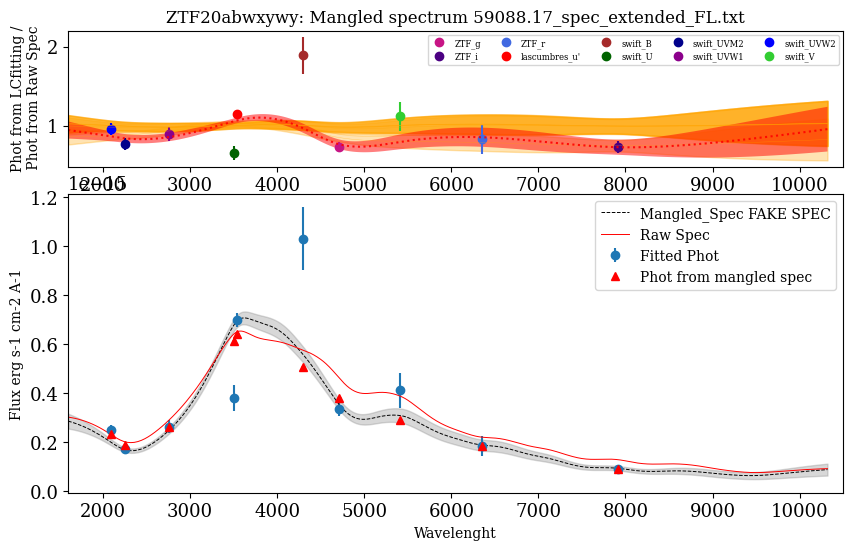 ZTF20abwxywy: Mangled spectrum 59088.17_spec_extended_FL.txt
Phot from LCfitting /
Phot from Raw Spec
2
1
ZTF_g
ZTF_i
ZTF_r
lascumbres_u'
swift_B
swift_U
swift_UVM2
swift_UVW1
swift_UVW2
swift_V
2000 3000 4000 5000 6000 7000 8000 9000 10000
1e−15
Flux erg s-1 cm-2 A-1
1.2
1.0
0.8
0.6
0.4
0.2
0.0
Mangled_Spec FAKE SPEC
Raw Spec
Fitted Phot
Phot from mangled spec
2000 3000 4000 5000 6000 7000 8000 9000 10000
Wavelenght